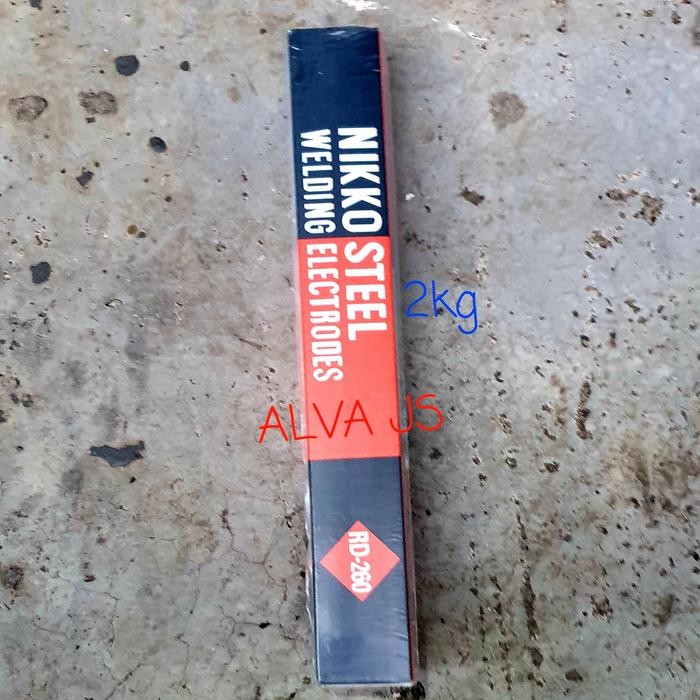 NIKKO STEEL
WELDING ELECTRODES
2kg
ALVA JS
RD-260